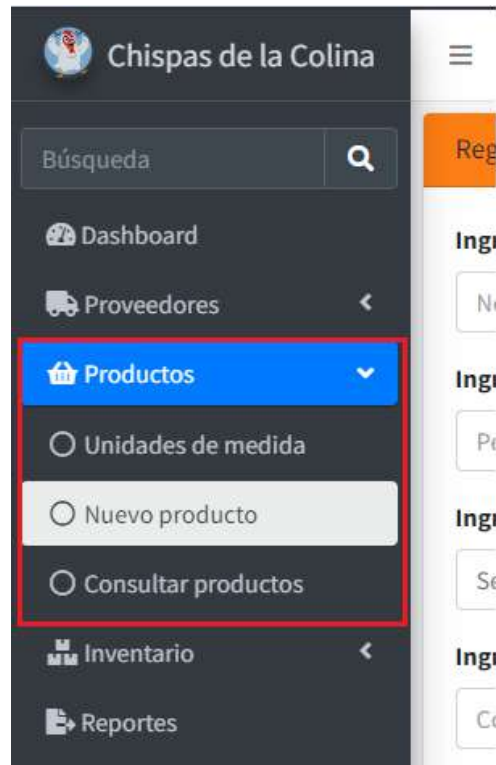 Chispas de la Colina
Búsqueda
Dashboard
Proveedores
Productos
Unidades de medida
Nuevo producto
Consultar productos
Inventario
Reportes